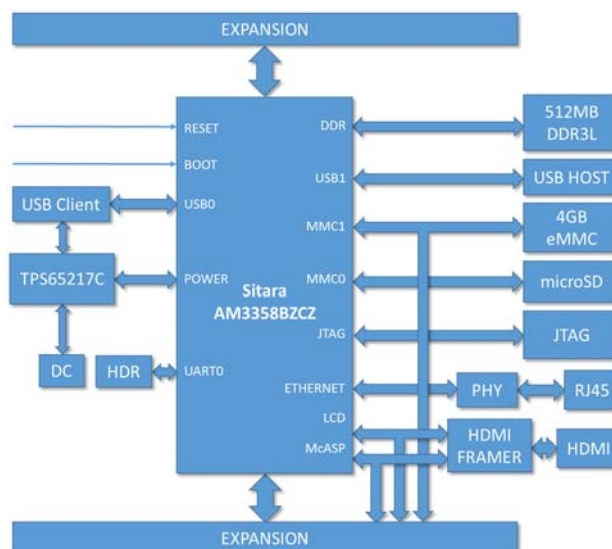 EXPANSION
RESET
BOOT
USB0
POWER
UART0
Sitara
AM3358BZCZ
DDR
USB1
MMC1
MMC0
JTAG
ETHERNET
LCD
McASP
USB Client
TPS65217C
DC
HDR
512MB
DDR3L
USB HOST
4GB
eMMC
microSD
JTAG
PHY
RJ45
HDMI
FRAMER
HDMI
EXPANSION